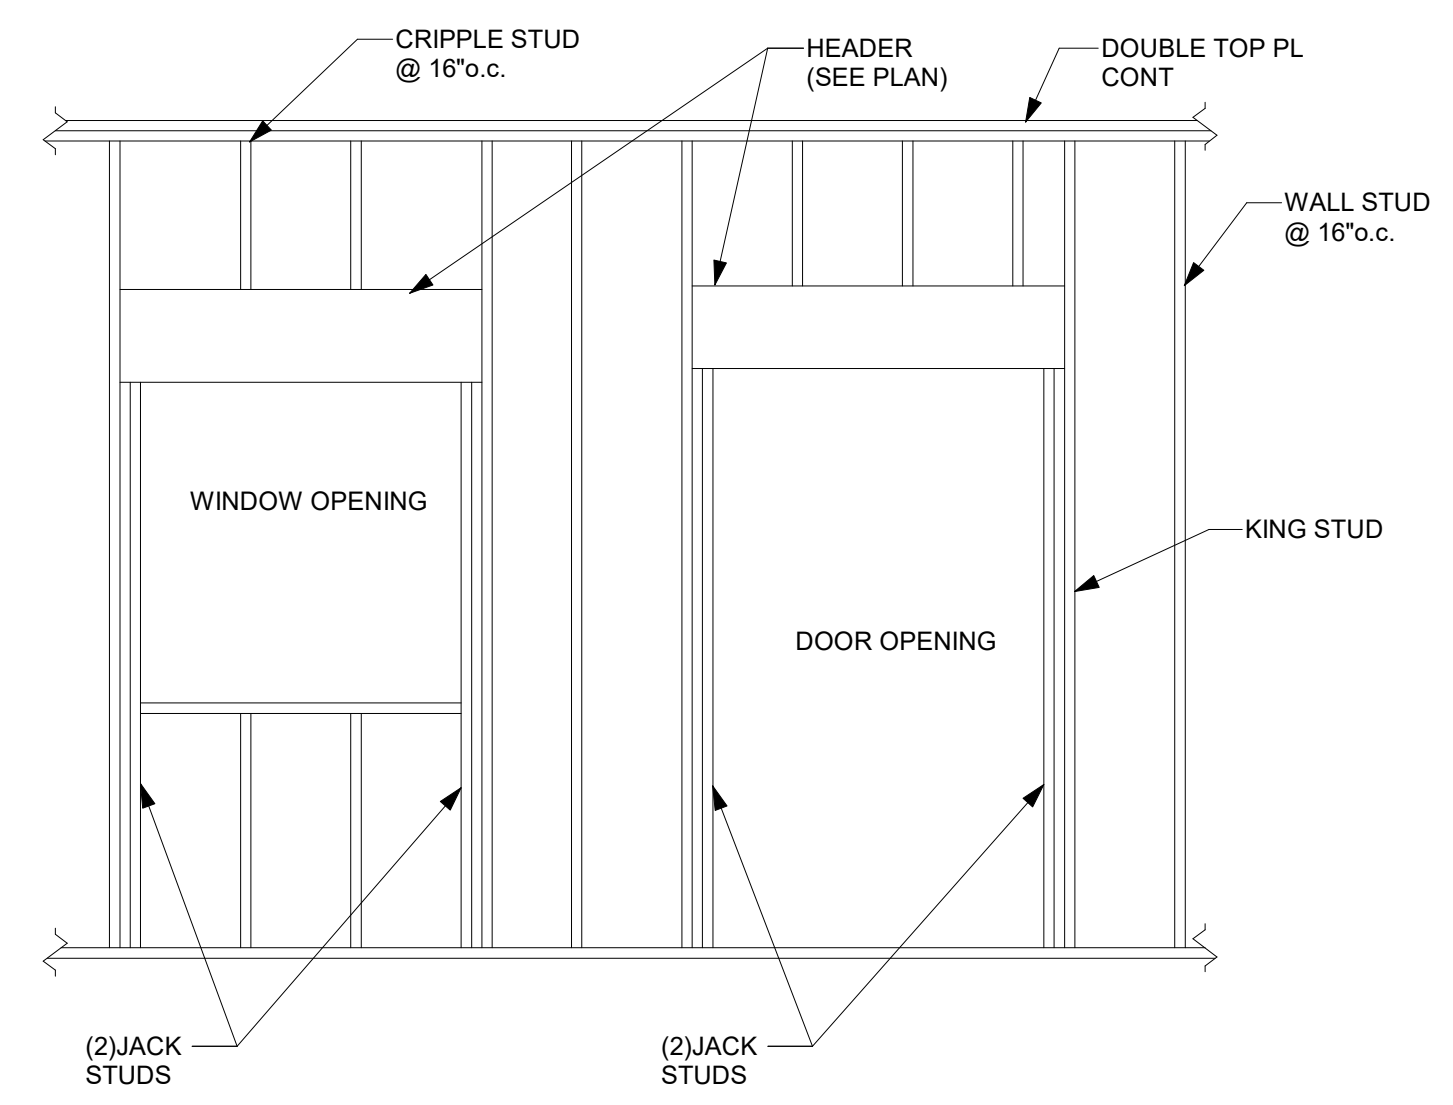 CRIPPLE STUD
@ 16"o.c.
HEADER
(SEE PLAN)
DOUBLE TOP PL
CONT
WALL STUD
@ 16"o.c.
WINDOW OPENING
KING STUD
DOOR OPENING
(2)JACK
STUDS
(2)JACK
STUDS